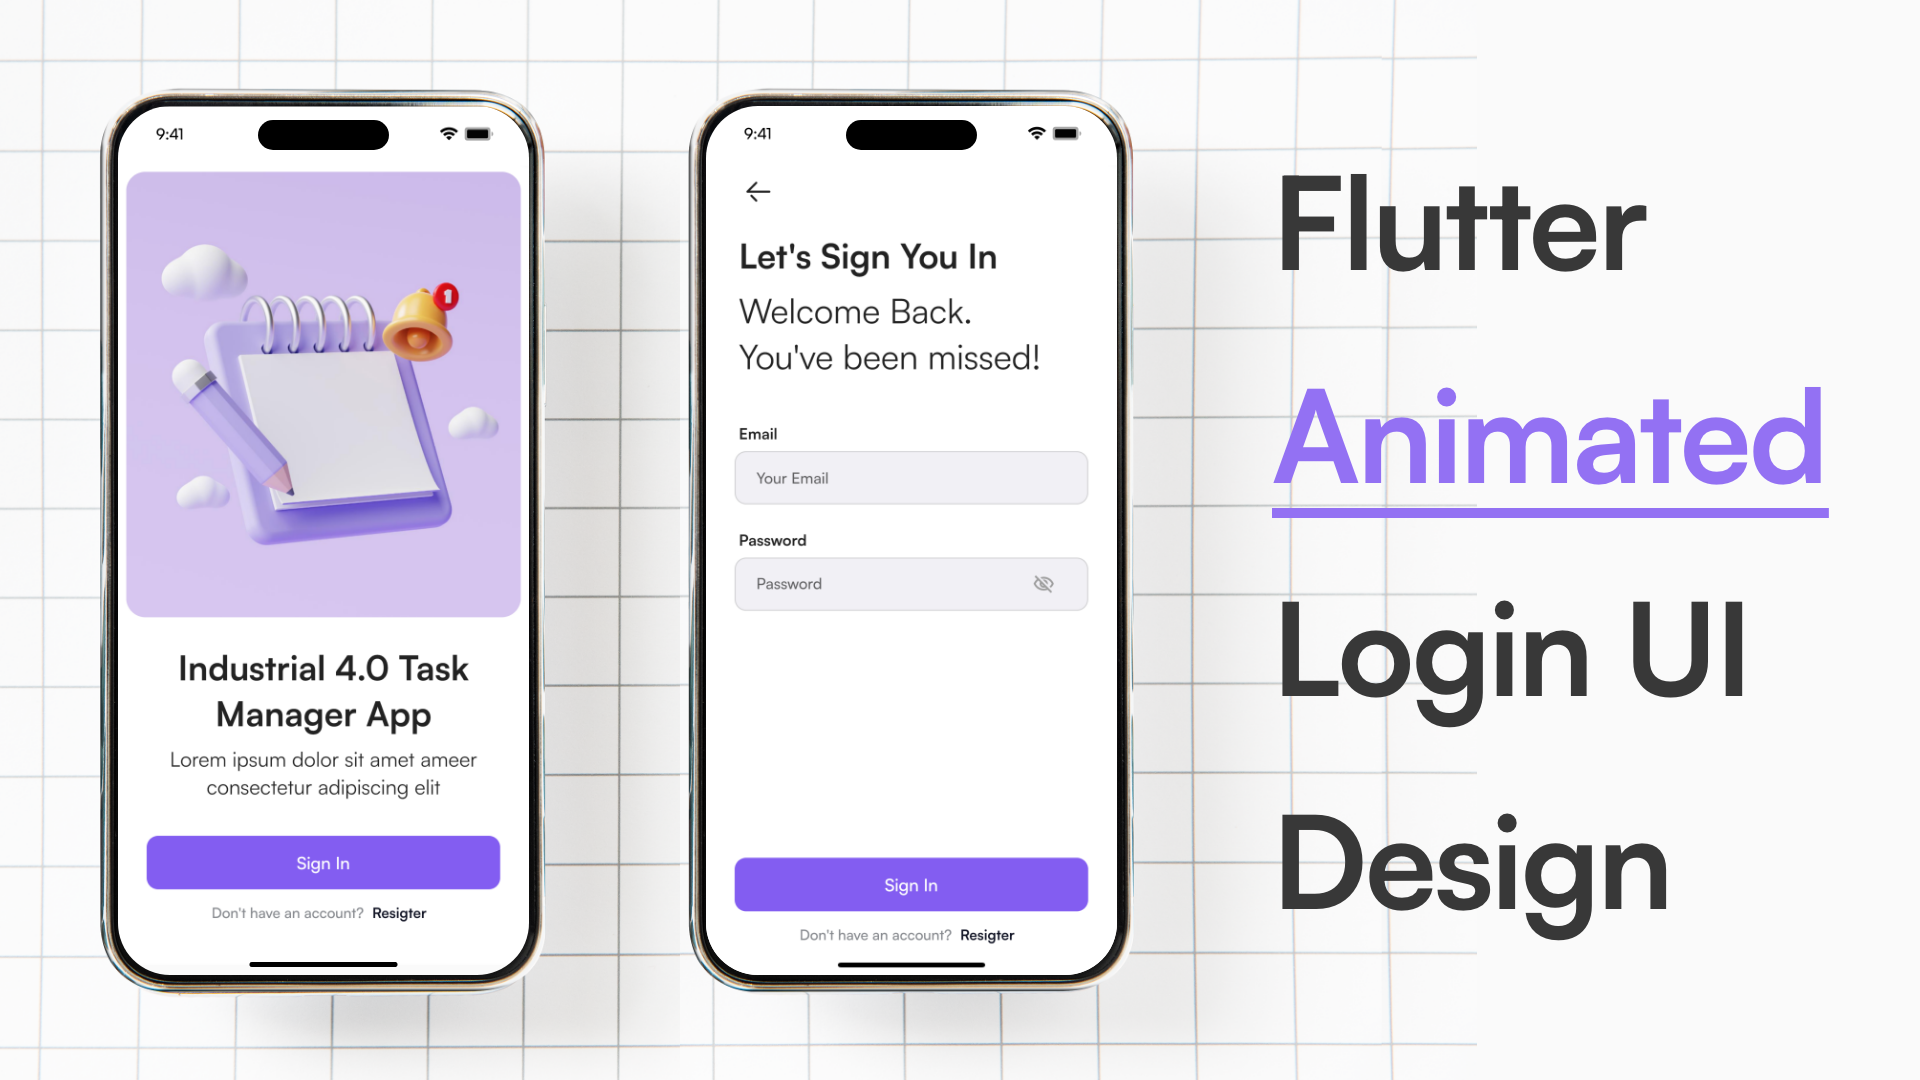 9:41
1
Industrial 4.0 Task
Manager App
Lorem ipsum dolor sit amet ameer
consectetur adipiscing elit
Sign In
Don't have an account? Resigter
9:41
Let's Sign You In
Welcome Back.
You've been missed!
Email
Your Email
Password
Password
Sign In
Don't have an account? Resigter
Flutter
Animated
Login UI
Design